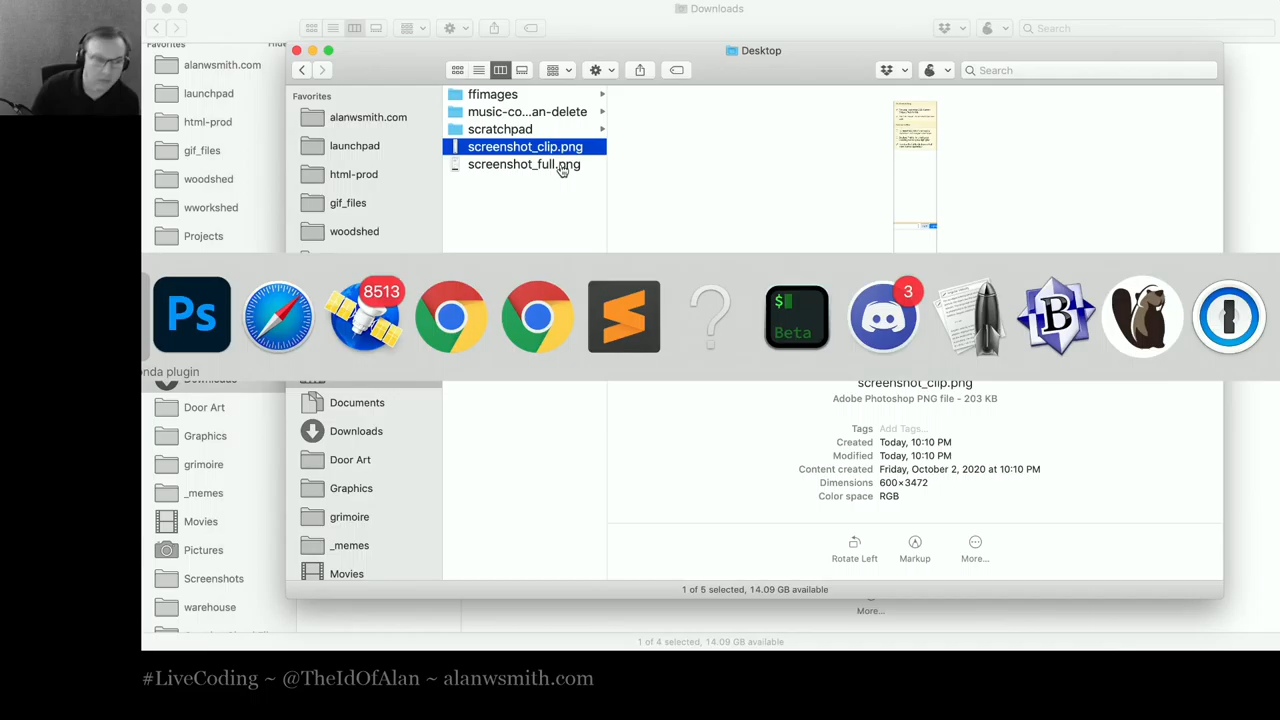 Downloads
Search
Favorites
Hide
alanwsmith.com
launchpad
html-prod
gif_files
woodshed
wworkshed
Projects
Door Art
Graphics
grimoire
_memes
Movies
Pictures
Screenshots
warehouse
More...
1 of 4 selected, 14.09 GB available
Desktop
Search
Favorites
alanwsmith.com
launchpad
html-prod
gif_files
woodshed
Documents
Downloads
Door Art
Graphics
grimoire
_memes
Movies
ffimages
music-co...an-delete
scratchpad
screenshot_clip.png
screenshot_full.png
Ps
8513
$
Beta
3
B
onda plugin
screenshot_clip.png
Adobe Photoshop PNG file - 203 KB
Tags Add Tags...
Created Today, 10:10 PM
Modified Today, 10:10 PM
Content created Friday, October 2, 2020 at 10:10 PM
Dimensions 600×3472
Color space RGB
Rotate Left
Markup
More...
1 of 5 selected, 14.09 GB available
#LiveCoding ~ @TheIdOfAlan ~ alanwsmith.com